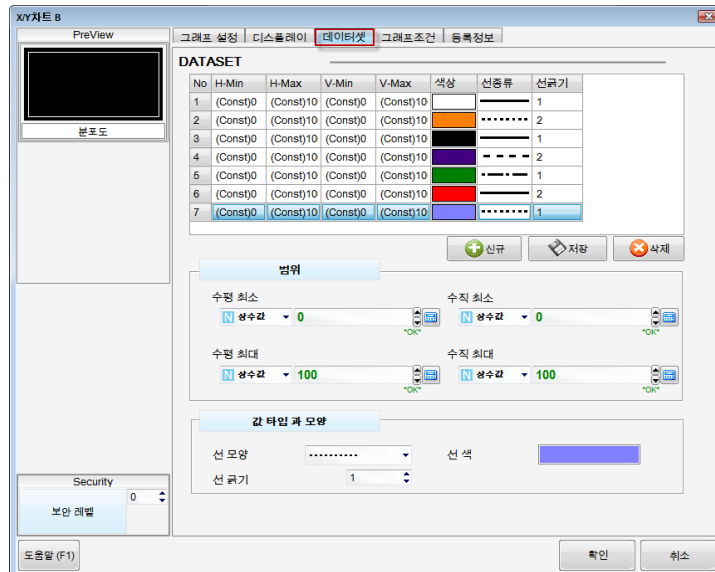 X/Y차트 B
PreView
분포도
Security
보안 레벨 0
그래프 설정 디스플레이 데이터셋 그래프조건 등록정보
DATASET
No H-Min H-Max V-Min V-Max 색상 선종류 선굵기
1 (Const)0 (Const)10 (Const)0 (Const)10 1
2 (Const)0 (Const)10 (Const)0 (Const)10 2
3 (Const)0 (Const)10 (Const)0 (Const)10 1
4 (Const)0 (Const)10 (Const)0 (Const)10 2
5 (Const)0 (Const)10 (Const)0 (Const)10 1
6 (Const)0 (Const)10 (Const)0 (Const)10 2
7 (Const)0 (Const)10 (Const)0 (Const)10 1
신규 저장 삭제
범위
수평 최소 수직 최소
N 상수값 0 N 상수값 0
*OK* *OK*
수평 최대 수직 최대
N 상수값 100 N 상수값 100
*OK* *OK*
값 타입 과 모양
선 모양 선 색
선 굵기 1
도움말 (F1) 확인 취소